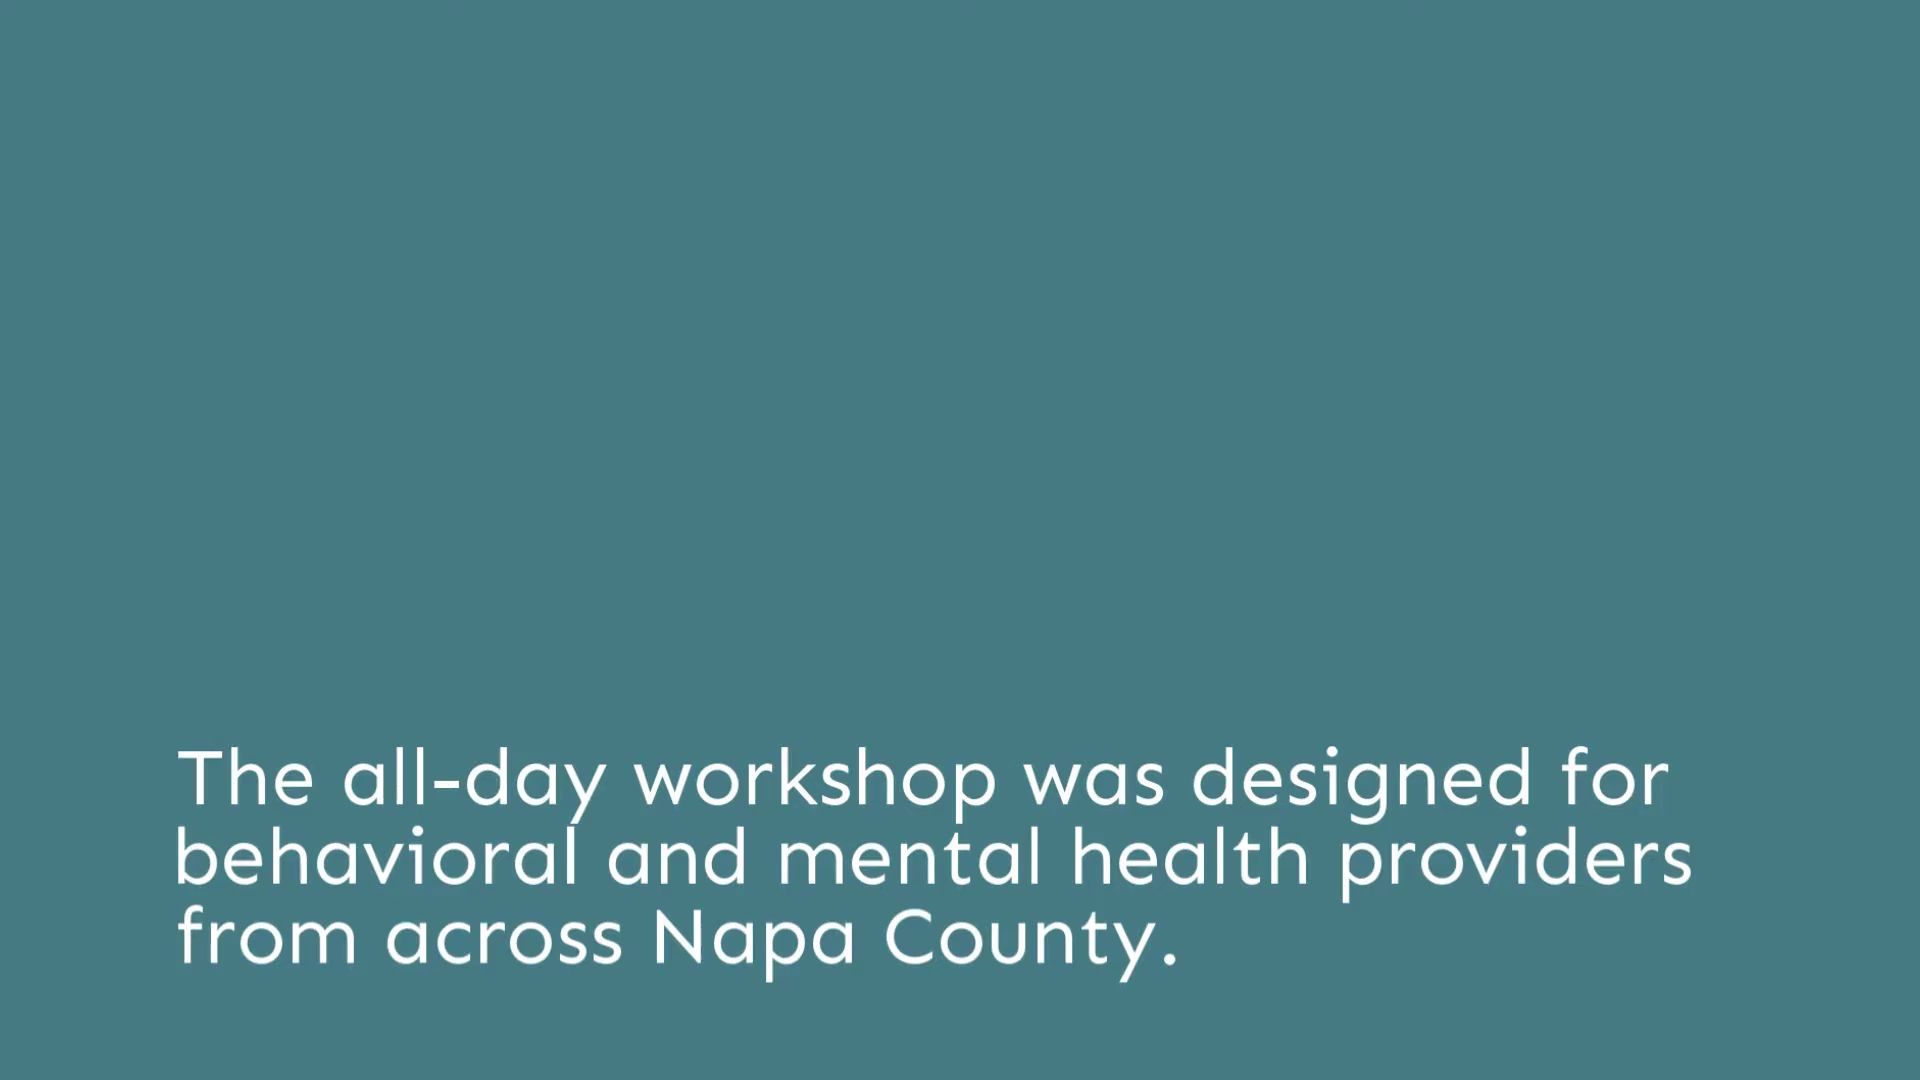 The all-day workshop was designed for
behavioral and mental health providers
from across Napa County.